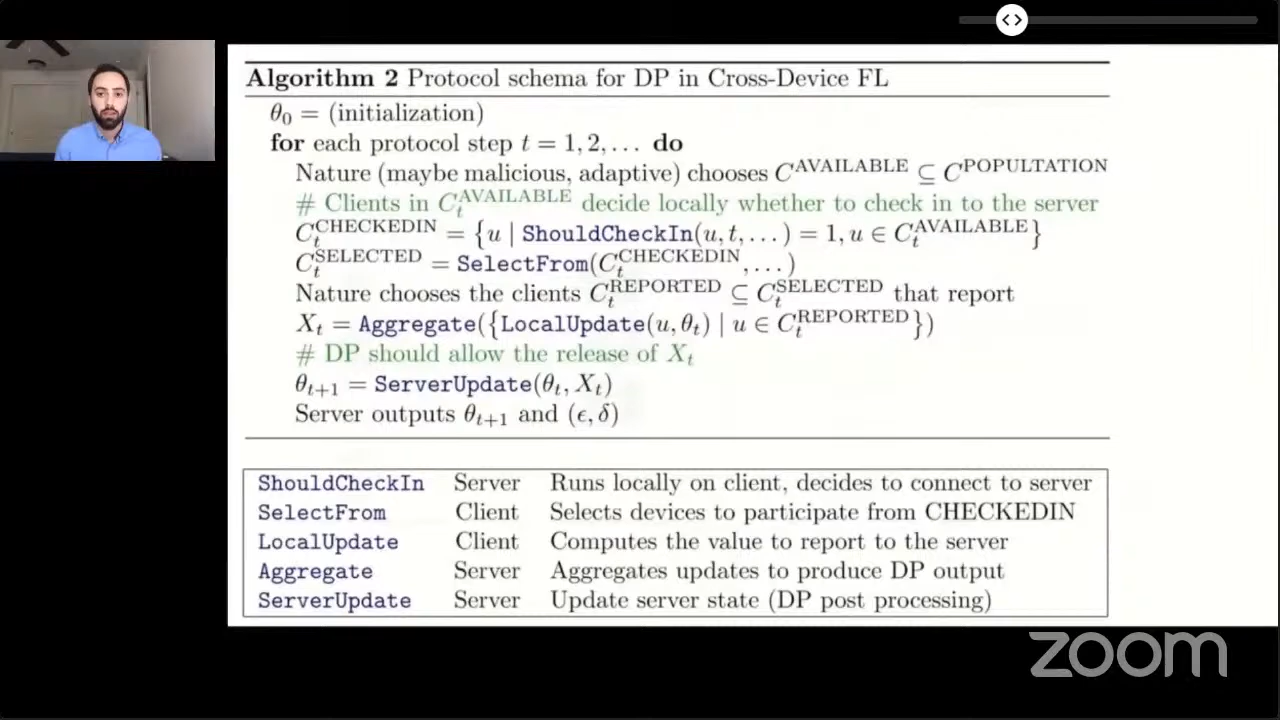 Algorithm 2 Protocol schema for DP in Cross-Device FL
θ₀ = (initialization)
for each protocol step t = 1, 2, . . . do
Nature (maybe malicious, adaptive) chooses C^AVAILABLE ⊆ C^POPULTATION
# Clients in C_t^AVAILABLE decide locally whether to check in to the server
C_t^CHECKEDIN = {u | ShouldCheckIn(u, t, . . . ) = 1, u ∈ C_t^AVAILABLE}
C_t^SELECTED = SelectFrom(C_t^CHECKEDIN, . . . )
Nature chooses the clients C_t^REPORTED ⊆ C_t^SELECTED that report
X_t = Aggregate({LocalUpdate(u, θ_t) | u ∈ C_t^REPORTED})
# DP should allow the release of X_t
θ_{t+1} = ServerUpdate(θ_t, X_t)
Server outputs θ_{t+1} and (ϵ, δ)
ShouldCheckIn Server Runs locally on client, decides to connect to server
SelectFrom Client Selects devices to participate from CHECKEDIN
LocalUpdate Client Computes the value to report to the server
Aggregate Server Aggregates updates to produce DP output
ServerUpdate Server Update server state (DP post processing)
zoom